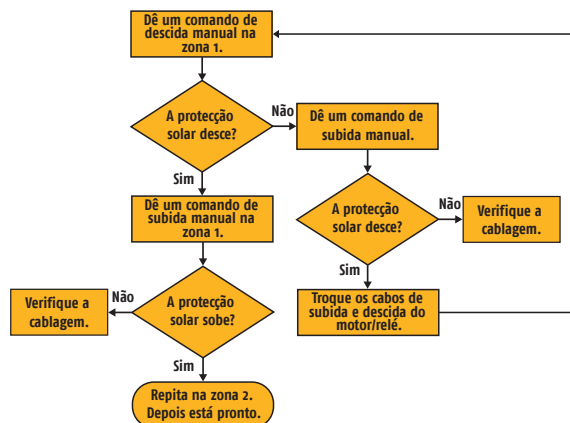 Dê um comando de
descida manual na
zona 1.
A protecção
solar desce?
Não
Dê um comando de
subida manual.
Sim
Dê um comando de
subida manual na
zona 1.
A protecção
solar desce?
Não
Verifique a
cablagem.
Sim
Troque os cabos de
subida e descida do
motor/relé.
A protecção
solar sobe?
Não
Verifique a
cablagem.
Sim
Repita na zona 2.
Depois está pronto.